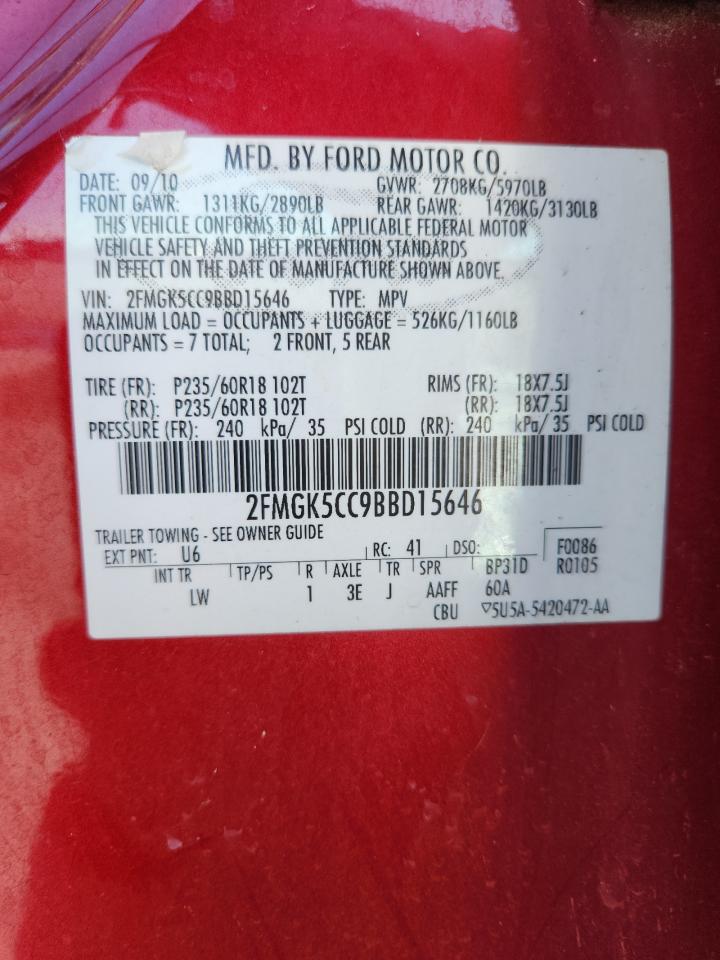 MFD. BY FORD MOTOR CO.
DATE: 09/10 GVWR: 2708KG/5970LB
FRONT GAWR: 1311KG/2890LB REAR GAWR: 1420KG/3130LB
THIS VEHICLE CONFORMS TO ALL APPLICABLE FEDERAL MOTOR
VEHICLE SAFETY AND THEFT PREVENTION STANDARDS
IN EFFECT ON THE DATE OF MANUFACTURE SHOWN ABOVE.
VIN: 2FMGK5CC9BBD15646 TYPE: MPV
MAXIMUM LOAD = OCCUPANTS + LUGGAGE = 526KG/1160LB
OCCUPANTS = 7 TOTAL; 2 FRONT, 5 REAR
TIRE (FR): P235/60R18 102T RIMS (FR): 18X7.5J
(RR): P235/60R18 102T (RR): 18X7.5J
PRESSURE (FR): 240 kPa/ 35 PSI COLD (RR): 240 kPa/ 35 PSI COLD
2FMGK5CC9BBD15646
TRAILER TOWING - SEE OWNER GUIDE
EXT PNT: U6 RC: 41 DSO: F0086
INT TR TP/PS R AXLE TR SPR BP31D R0105
LW 1 3E J AAFF 60A
CBU ▽5U5A-5420472-AA